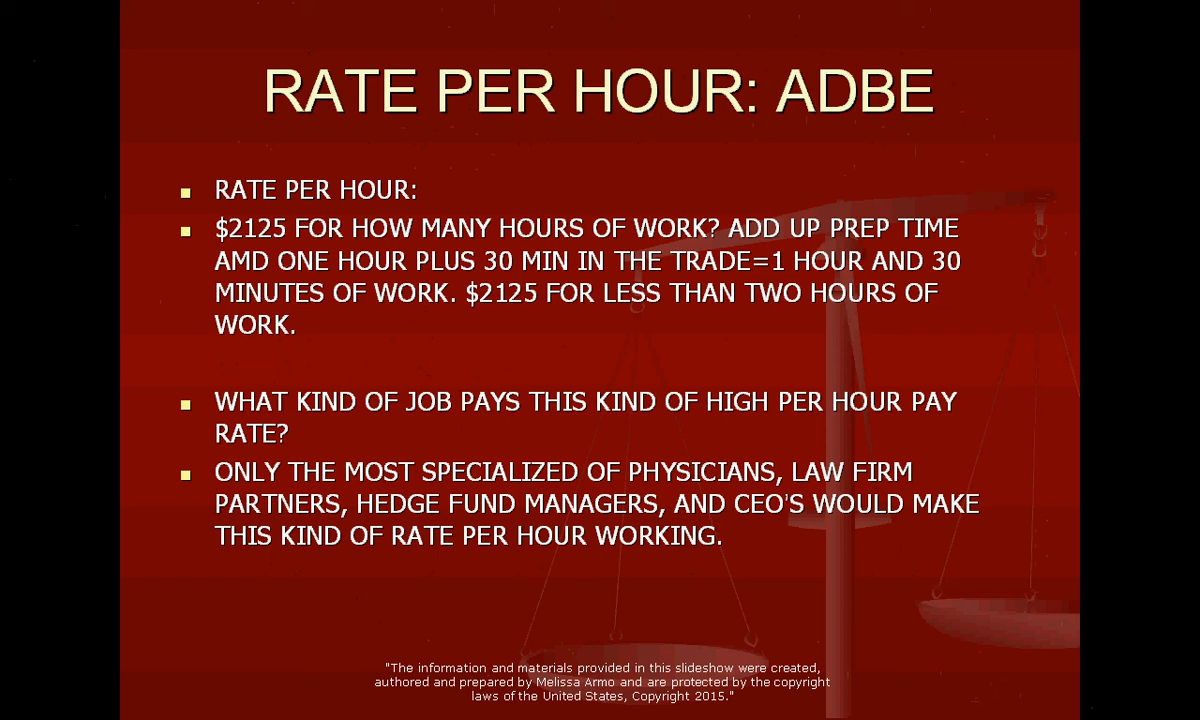 RATE PER HOUR: ADBE
RATE PER HOUR:
$2125 FOR HOW MANY HOURS OF WORK? ADD UP PREP TIME
AMD ONE HOUR PLUS 30 MIN IN THE TRADE=1 HOUR AND 30
MINUTES OF WORK. $2125 FOR LESS THAN TWO HOURS OF
WORK.
WHAT KIND OF JOB PAYS THIS KIND OF HIGH PER HOUR PAY
RATE?
ONLY THE MOST SPECIALIZED OF PHYSICIANS, LAW FIRM
PARTNERS, HEDGE FUND MANAGERS, AND CEO'S WOULD MAKE
THIS KIND OF RATE PER HOUR WORKING.
"The information and materials provided in this slideshow were created,
authored and prepared by Melissa Armo and are protected by the copyright
laws of the United States, Copyright 2015."